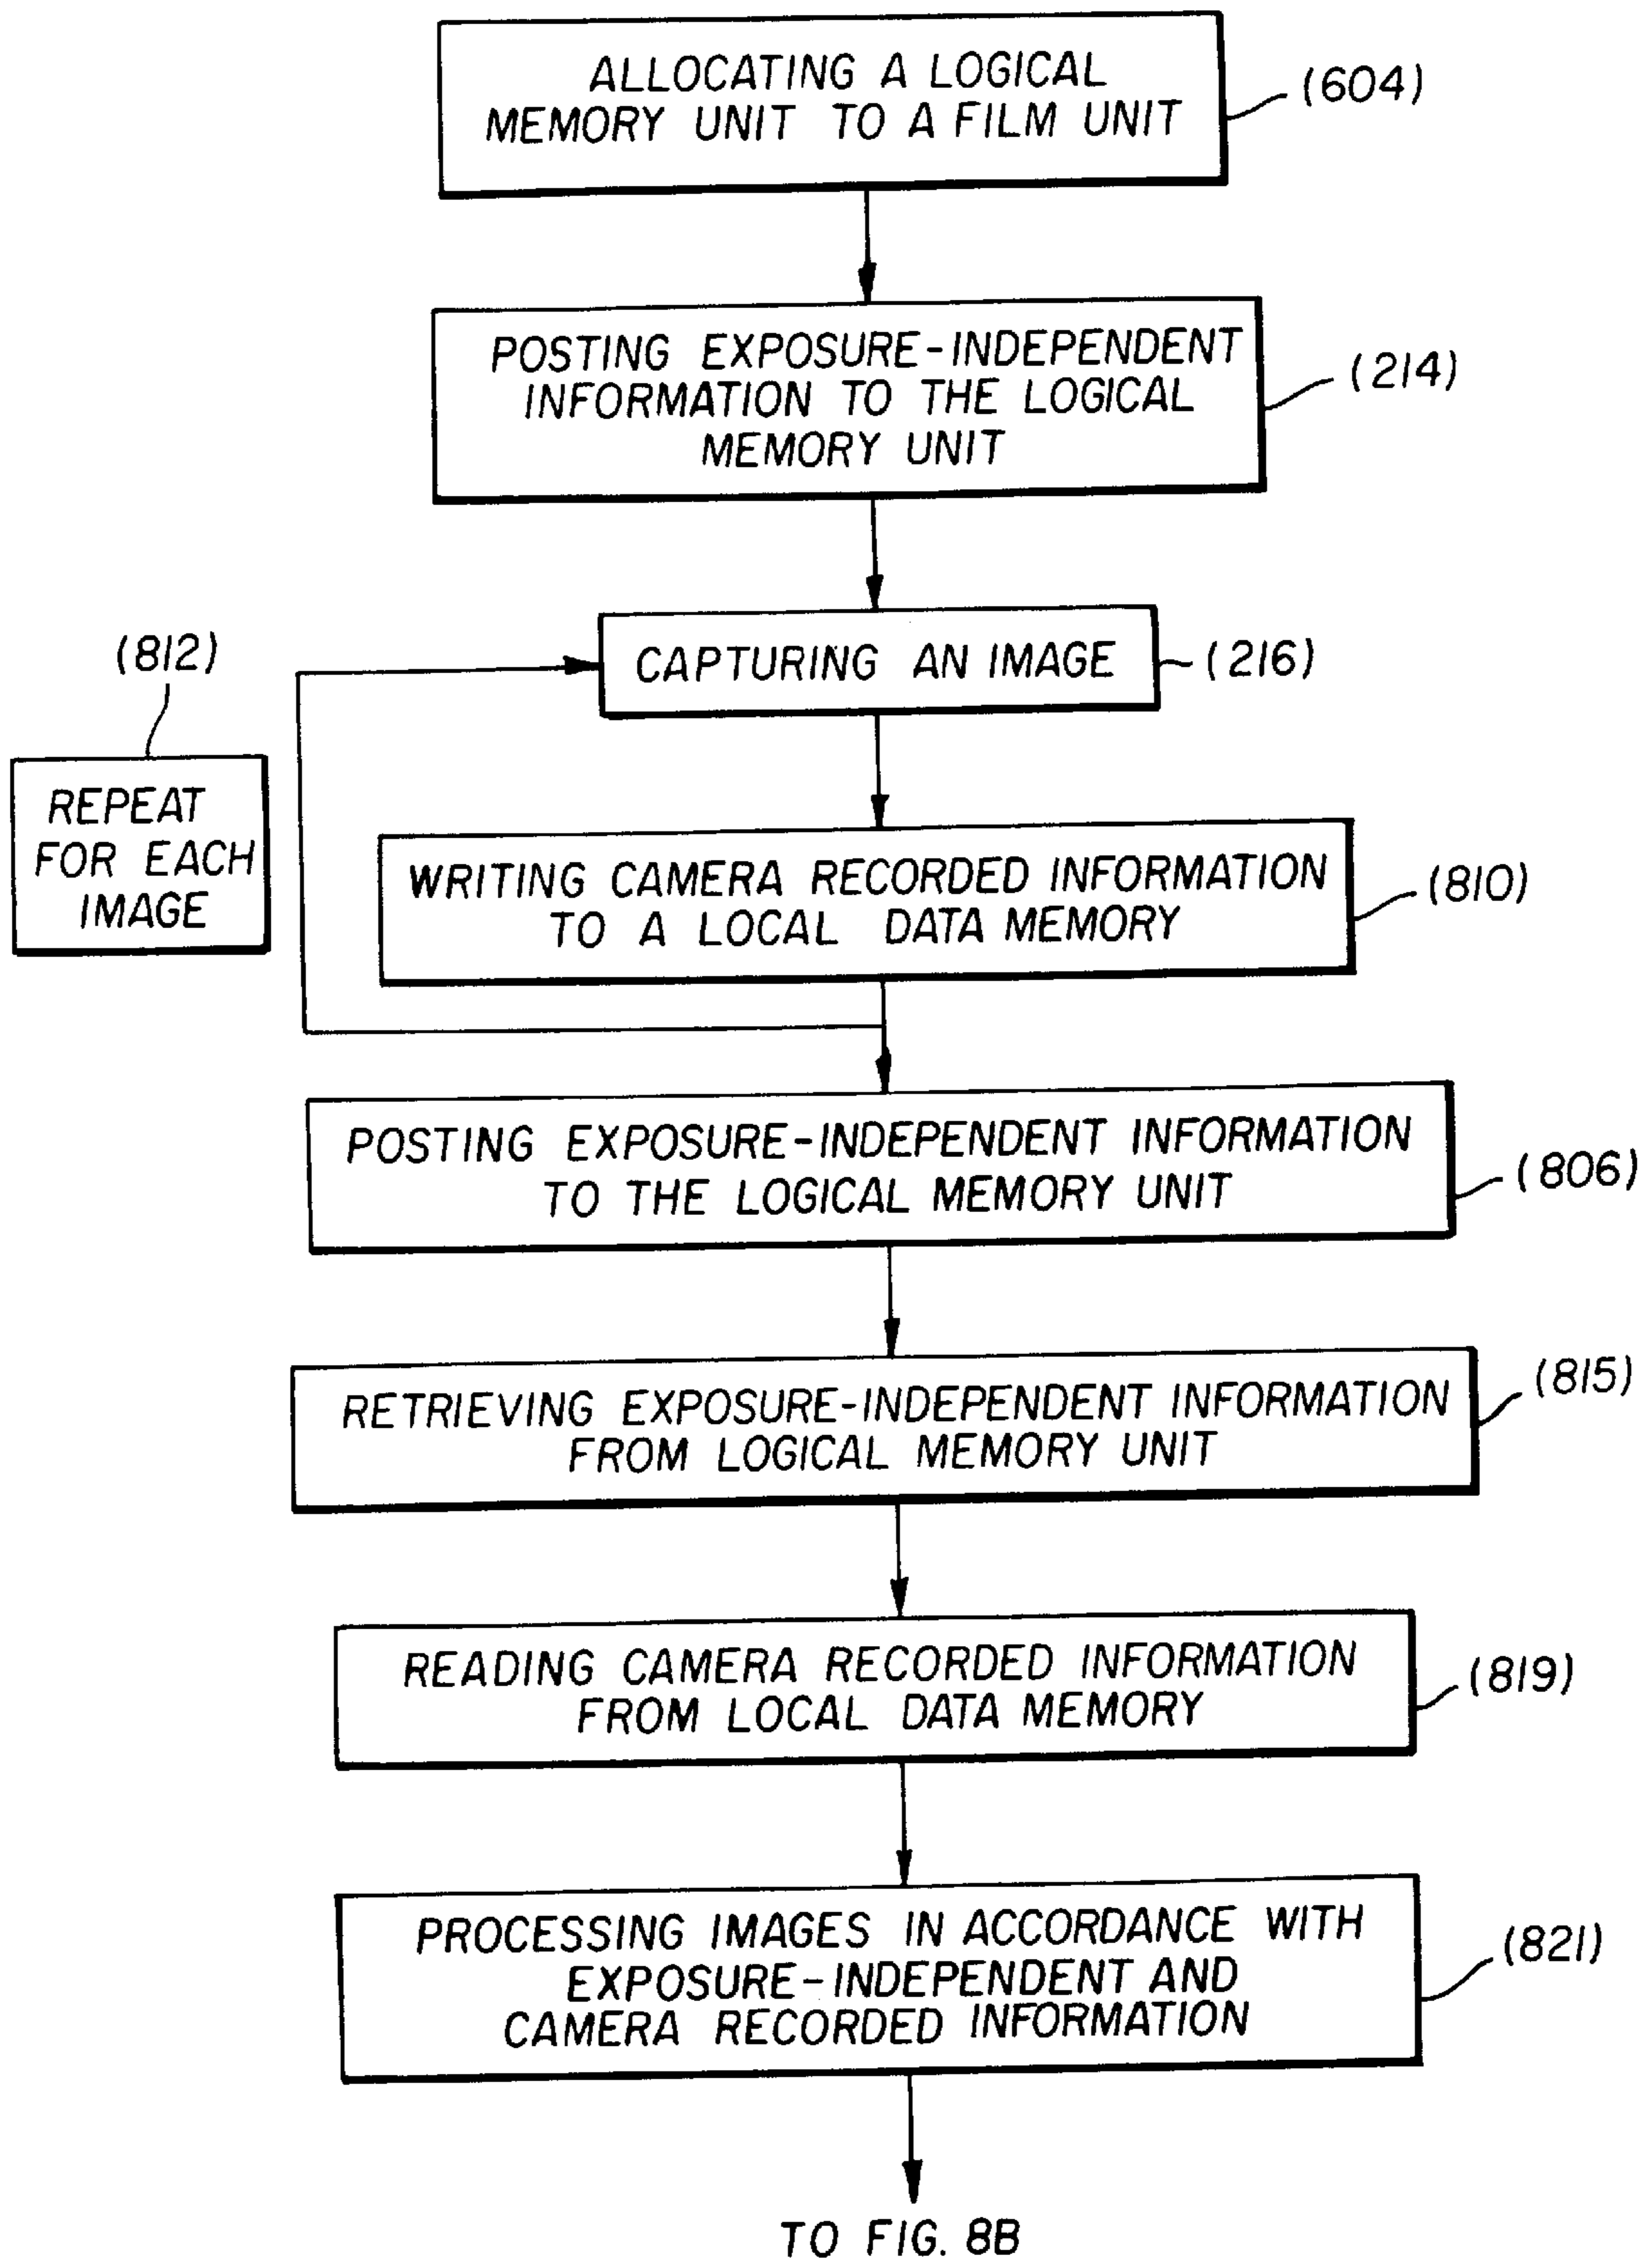 ALLOCATING A LOGICAL
MEMORY UNIT TO A FILM UNIT
(604)
POSTING EXPOSURE-INDEPENDENT
INFORMATION TO THE LOGICAL
MEMORY UNIT
(214)
CAPTURING AN IMAGE
(216)
(812)
REPEAT
FOR EACH
IMAGE
WRITING CAMERA RECORDED INFORMATION
TO A LOCAL DATA MEMORY
(810)
POSTING EXPOSURE-INDEPENDENT INFORMATION
TO THE LOGICAL MEMORY UNIT
(806)
RETRIEVING EXPOSURE-INDEPENDENT INFORMATION
FROM LOGICAL MEMORY UNIT
(815)
READING CAMERA RECORDED INFORMATION
FROM LOCAL DATA MEMORY
(819)
PROCESSING IMAGES IN ACCORDANCE WITH
EXPOSURE-INDEPENDENT AND
CAMERA RECORDED INFORMATION
(821)
TO FIG. 8B